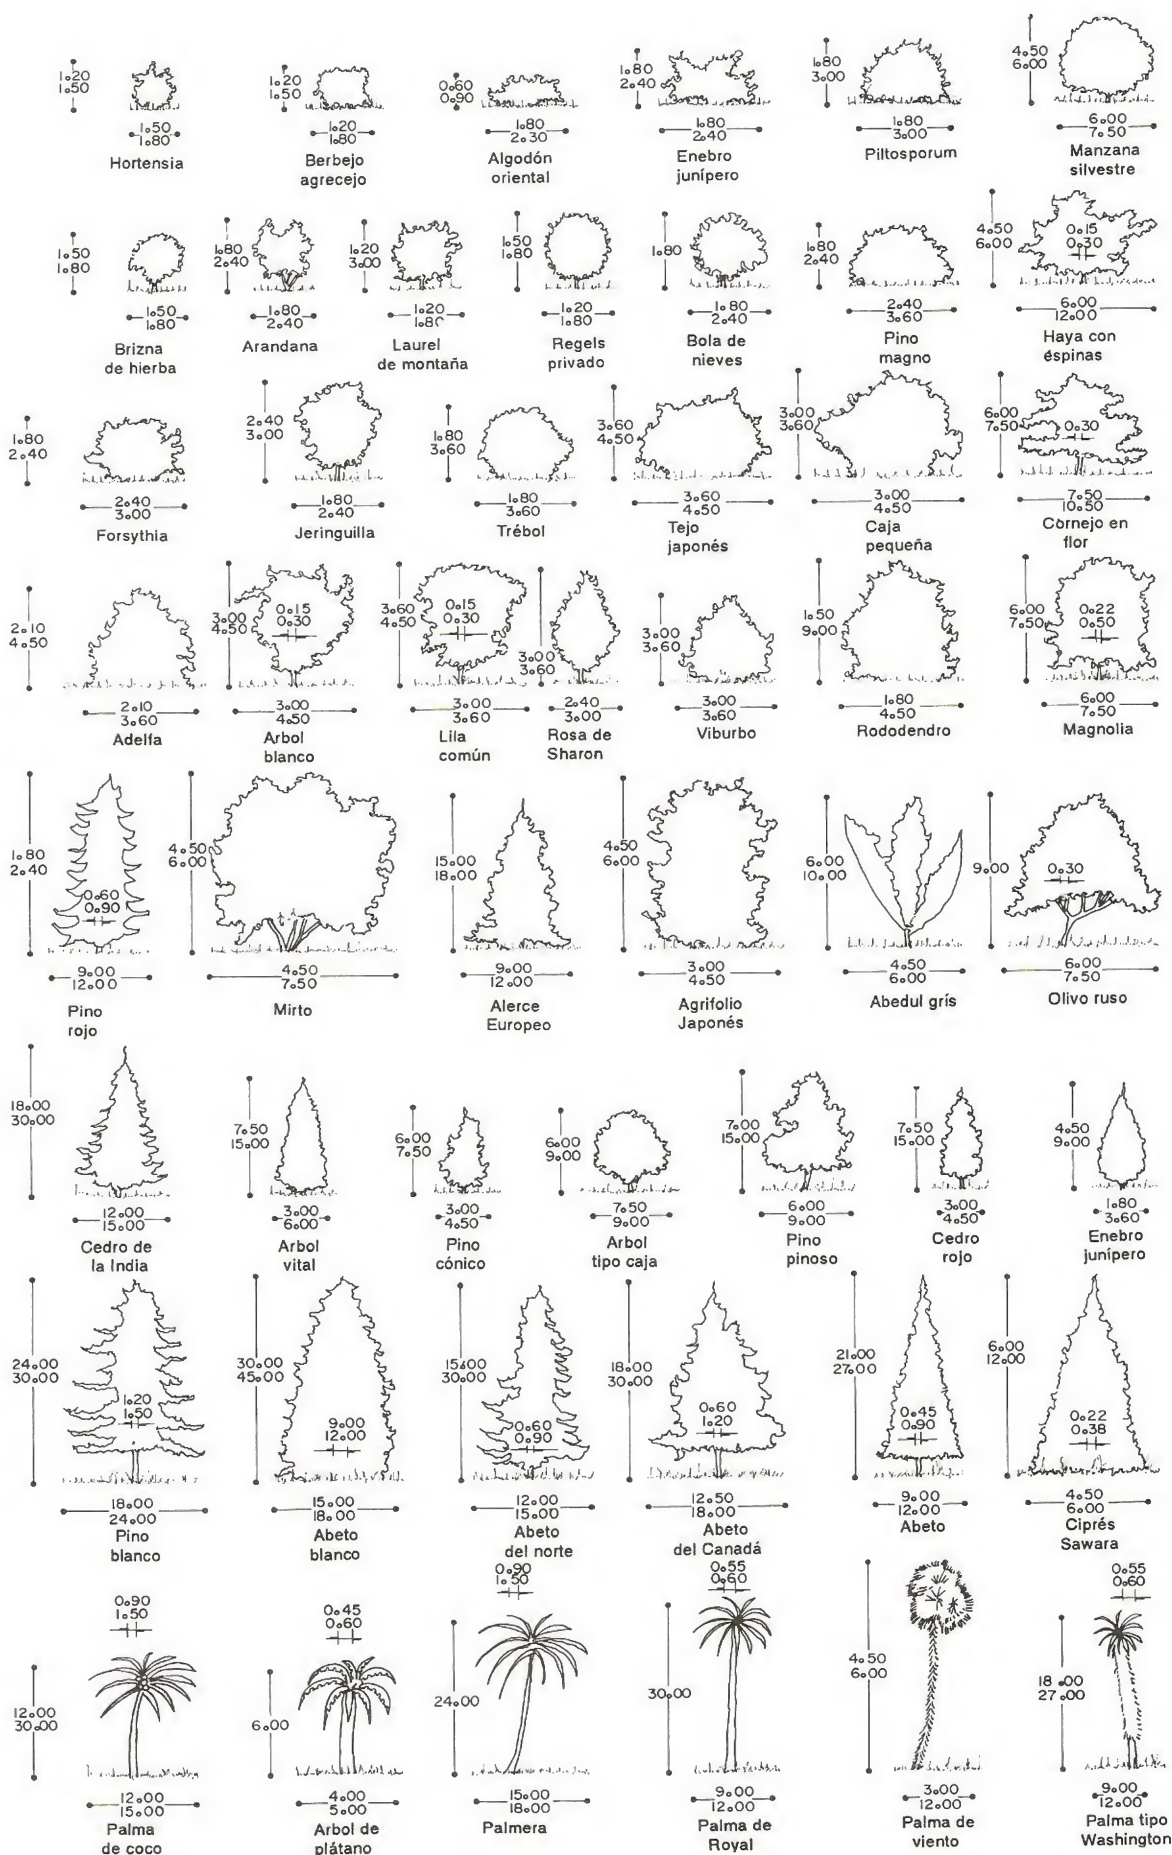 1.20
1.50
1.50
1.80
Hortensia
1.20
1.50
1.20
1.80
Berbejo
agrecejo
0.60
0.90
1.80
2.30
Algodón
oriental
1.80
2.40
1.80
2.40
Enebro
junípero
1.80
3.00
1.80
3.00
Piltosporum
4.50
6.00
6.00
7.50
Manzana
silvestre
1.50
1.80
1.50
1.80
Brizna
de hierba
1.80
2.40
1.80
2.40
Arandana
1.20
3.00
1.20
1.80
Laurel
de montaña
1.50
1.80
1.20
1.80
Regels
privado
1.80
1.80
2.40
Bola de
nieves
1.80
2.40
2.40
3.60
Pino
magno
4.50
6.00
0.15
0.30
6.00
12.00
Haya con
éspinas
1.80
2.40
2.40
3.00
Forsythia
2.40
3.00
1.80
2.40
Jeringuilla
1.80
3.60
1.80
3.60
Trébol
3.60
4.50
3.60
4.50
Tejo
japonés
3.00
3.60
3.00
4.50
Caja
pequeña
6.00
7.50
0.30
7.50
10.50
Cornejo en
flor
2.10
4.50
2.10
3.60
Adelfa
3.00
4.50
0.15
0.30
3.00
4.50
Arbol
blanco
3.60
4.50
0.15
0.30
3.00
3.60
Lila
común
3.00
3.60
2.40
3.00
Rosa de
Sharon
3.00
3.60
3.00
3.60
Viburbo
1.50
9.00
1.80
4.50
Rododendro
6.00
7.50
0.22
0.50
6.00
7.50
Magnolia
1.80
2.40
0.60
0.90
9.00
12.00
Pino
rojo
4.50
6.00
4.50
7.50
Mirto
15.00
18.00
9.00
12.00
Alerce
Europeo
4.50
6.00
3.00
4.50
Agrifolio
Japonés
6.00
10.00
4.50
6.00
Abedul gris
9.00
0.30
6.00
7.50
Olivo ruso
18.00
30.00
12.00
15.00
Cedro de
la India
7.50
15.00
3.00
6.00
Arbol
vital
6.00
7.50
3.00
4.50
Pino
cónico
6.00
9.00
7.50
9.00
Arbol
tipo caja
7.00
15.00
6.00
9.00
Pino
pinoso
7.50
15.00
3.00
4.50
Cedro
rojo
4.50
9.00
1.80
3.60
Enebro
junípero
24.00
30.00
1.20
1.50
18.00
24.00
Pino
blanco
30.00
45.00
9.00
12.00
15.00
18.00
Abeto
blanco
15.00
30.00
0.60
0.90
12.00
15.00
Abeto
del norte
18.00
30.00
0.60
1.20
12.50
18.00
Abeto
del Canadá
21.00
27.00
0.45
0.90
9.00
12.00
Abeto
6.00
12.00
0.22
0.38
4.50
6.00
Ciprés
Sawara
0.90
1.50
12.00
30.00
12.00
15.00
Palma
de coco
0.45
0.60
6.00
4.00
5.00
Arbol de
plátano
0.90
1.50
24.00
15.00
18.00
Palmera
0.55
0.60
30.00
9.00
12.00
Palma de
Royal
4.50
6.00
3.00
12.00
Palma de
viento
0.55
0.60
18.00
27.00
9.00
12.00
Palma tipo
Washington